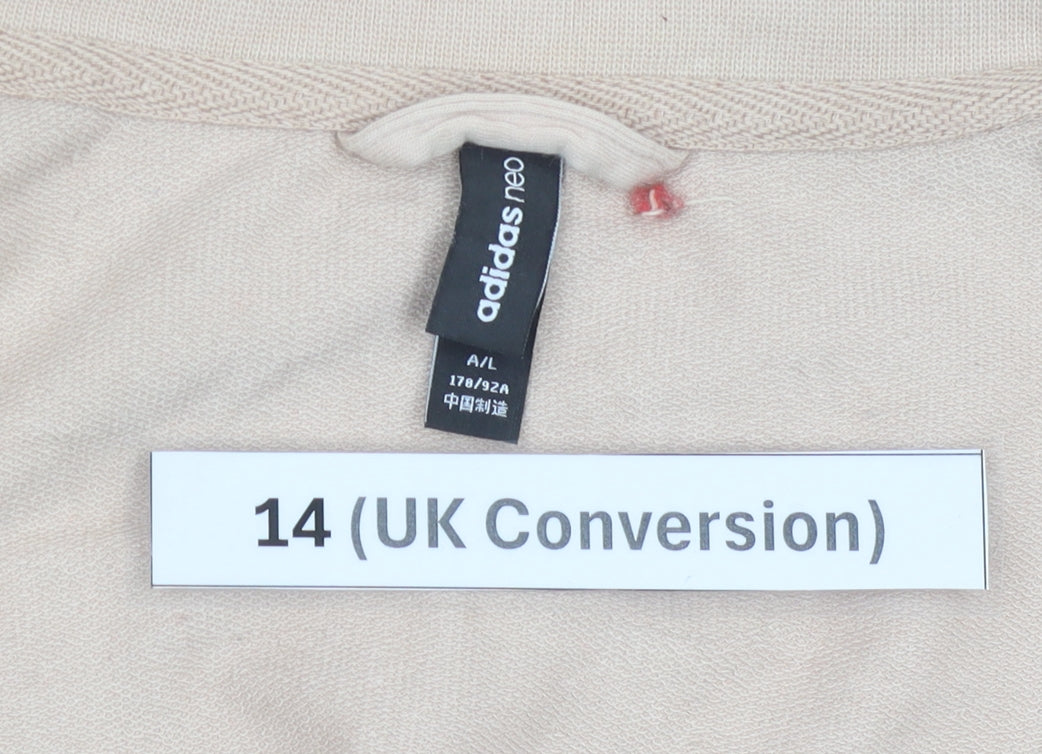 adidas neo
A/L
170/92A
中国制造
14 (UK Conversion)